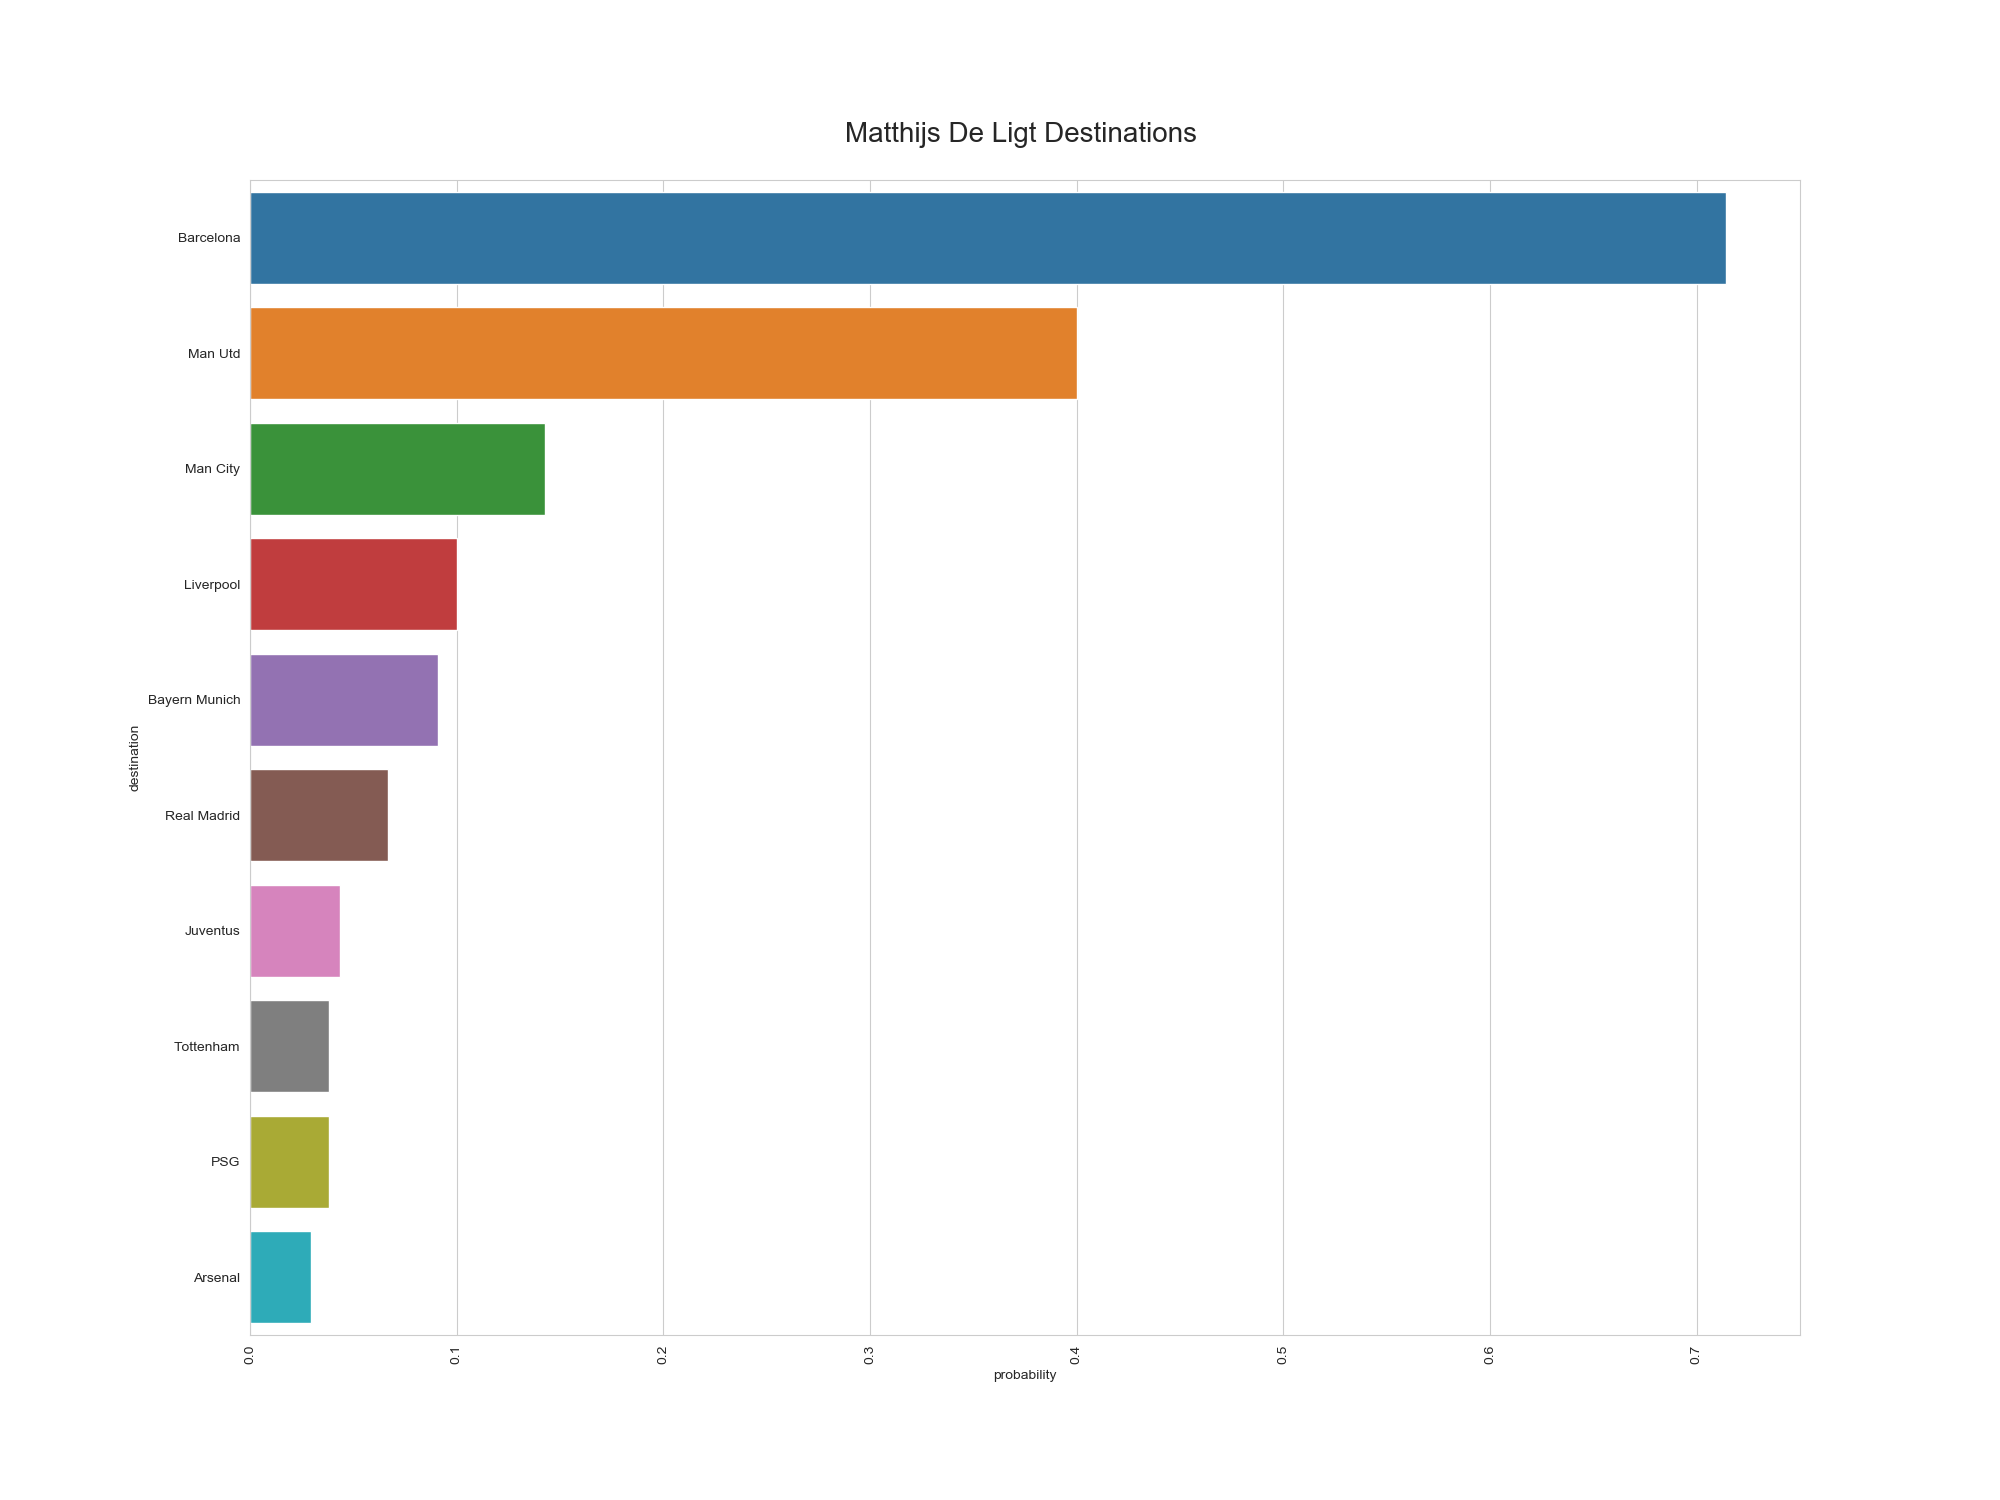 Matthijs De Ligt Destinations
Barcelona
Man Utd
Man City
Liverpool
Bayern Munich
destination
Real Madrid
Juventus
Tottenham
PSG
Arsenal
0.0 0.1 0.2 0.3 0.4 0.5 0.6 0.7
probability